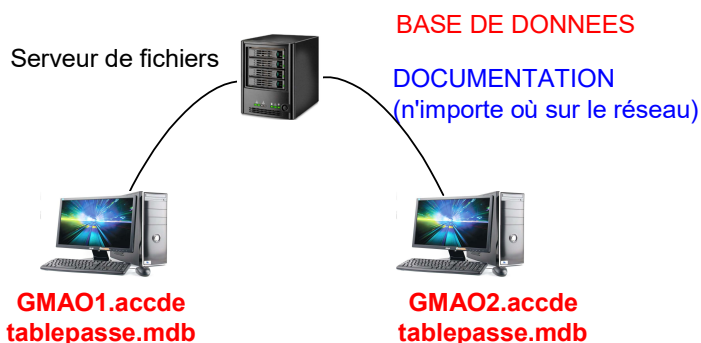 BASE DE DONNEES
Serveur de fichiers
DOCUMENTATION
(n'importe où sur le réseau)
GMAO1.accde
tablepasse.mdb
GMAO2.accde
tablepasse.mdb